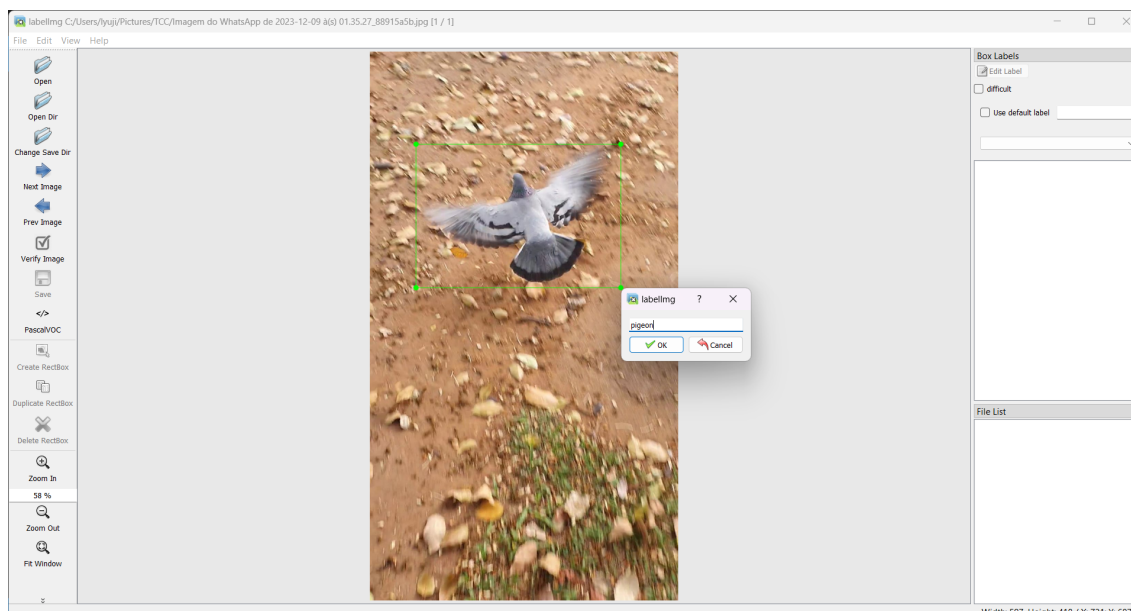 labelImg C:/Users/lyuji/Pictures/TCC/Imagem do WhatsApp de 2023-12-09 à(s) 01.35.27_88915a5b.jpg [1 / 1]
File Edit View Help
Open
Open Dir
Change Save Dir
Next Image
Prev Image
Verify Image
Save
</>
PascalVOC
Create RectBox
Duplicate RectBox
Delete RectBox
Zoom In
58 %
Zoom Out
Fit Window
labelImg ?
pigeon
OK Cancel
Box Labels
Edit Label
difficult
Use default label
File List